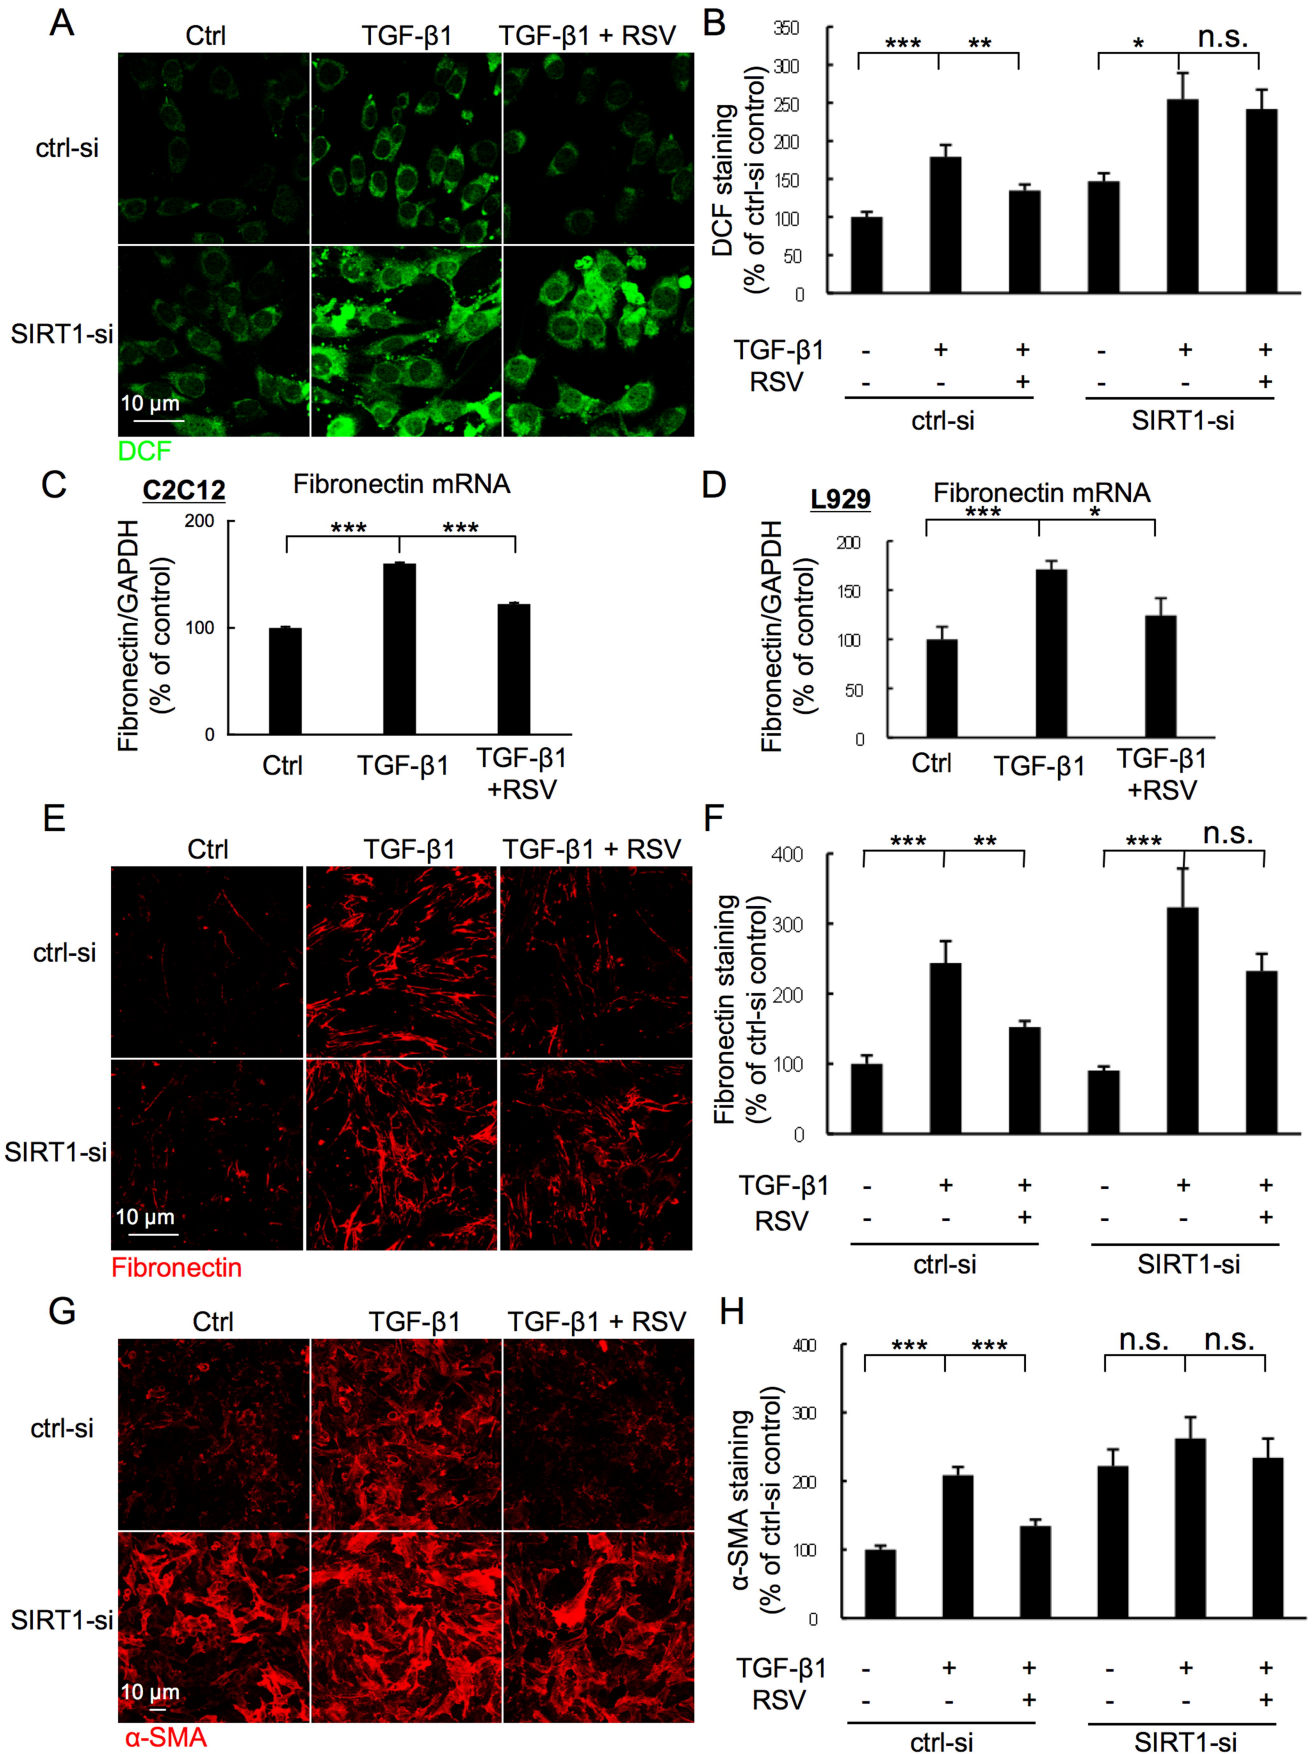 A
Ctrl
TGF-β1
TGF-β1 + RSV
ctrl-si
SIRT1-si
10 μm
DCF
B
DCF staining
(% of ctrl-si control)
350
300
250
200
150
100
50
0
***
**
*
n.s.
TGF-β1 - + + - + +
RSV - - + - - +
ctrl-si
SIRT1-si
C
C2C12
Fibronectin mRNA
Fibronectin/GAPDH
(% of control)
200
100
0
***
***
Ctrl
TGF-β1
TGF-β1
+RSV
D
L929
Fibronectin mRNA
Fibronectin/GAPDH
(% of control)
200
150
100
50
0
***
*
Ctrl
TGF-β1
TGF-β1
+RSV
E
Ctrl
TGF-β1
TGF-β1 + RSV
ctrl-si
SIRT1-si
10 μm
Fibronectin
F
Fibronectin staining
(% of ctrl-si control)
400
300
200
100
0
***
**
***
n.s.
TGF-β1 - + + - + +
RSV - - + - - +
ctrl-si
SIRT1-si
G
Ctrl
TGF-β1
TGF-β1 + RSV
ctrl-si
SIRT1-si
10 μm
α-SMA
H
α-SMA staining
(% of ctrl-si control)
400
300
200
100
0
***
***
n.s.
n.s.
TGF-β1 - + + - + +
RSV - - + - - +
ctrl-si
SIRT1-si